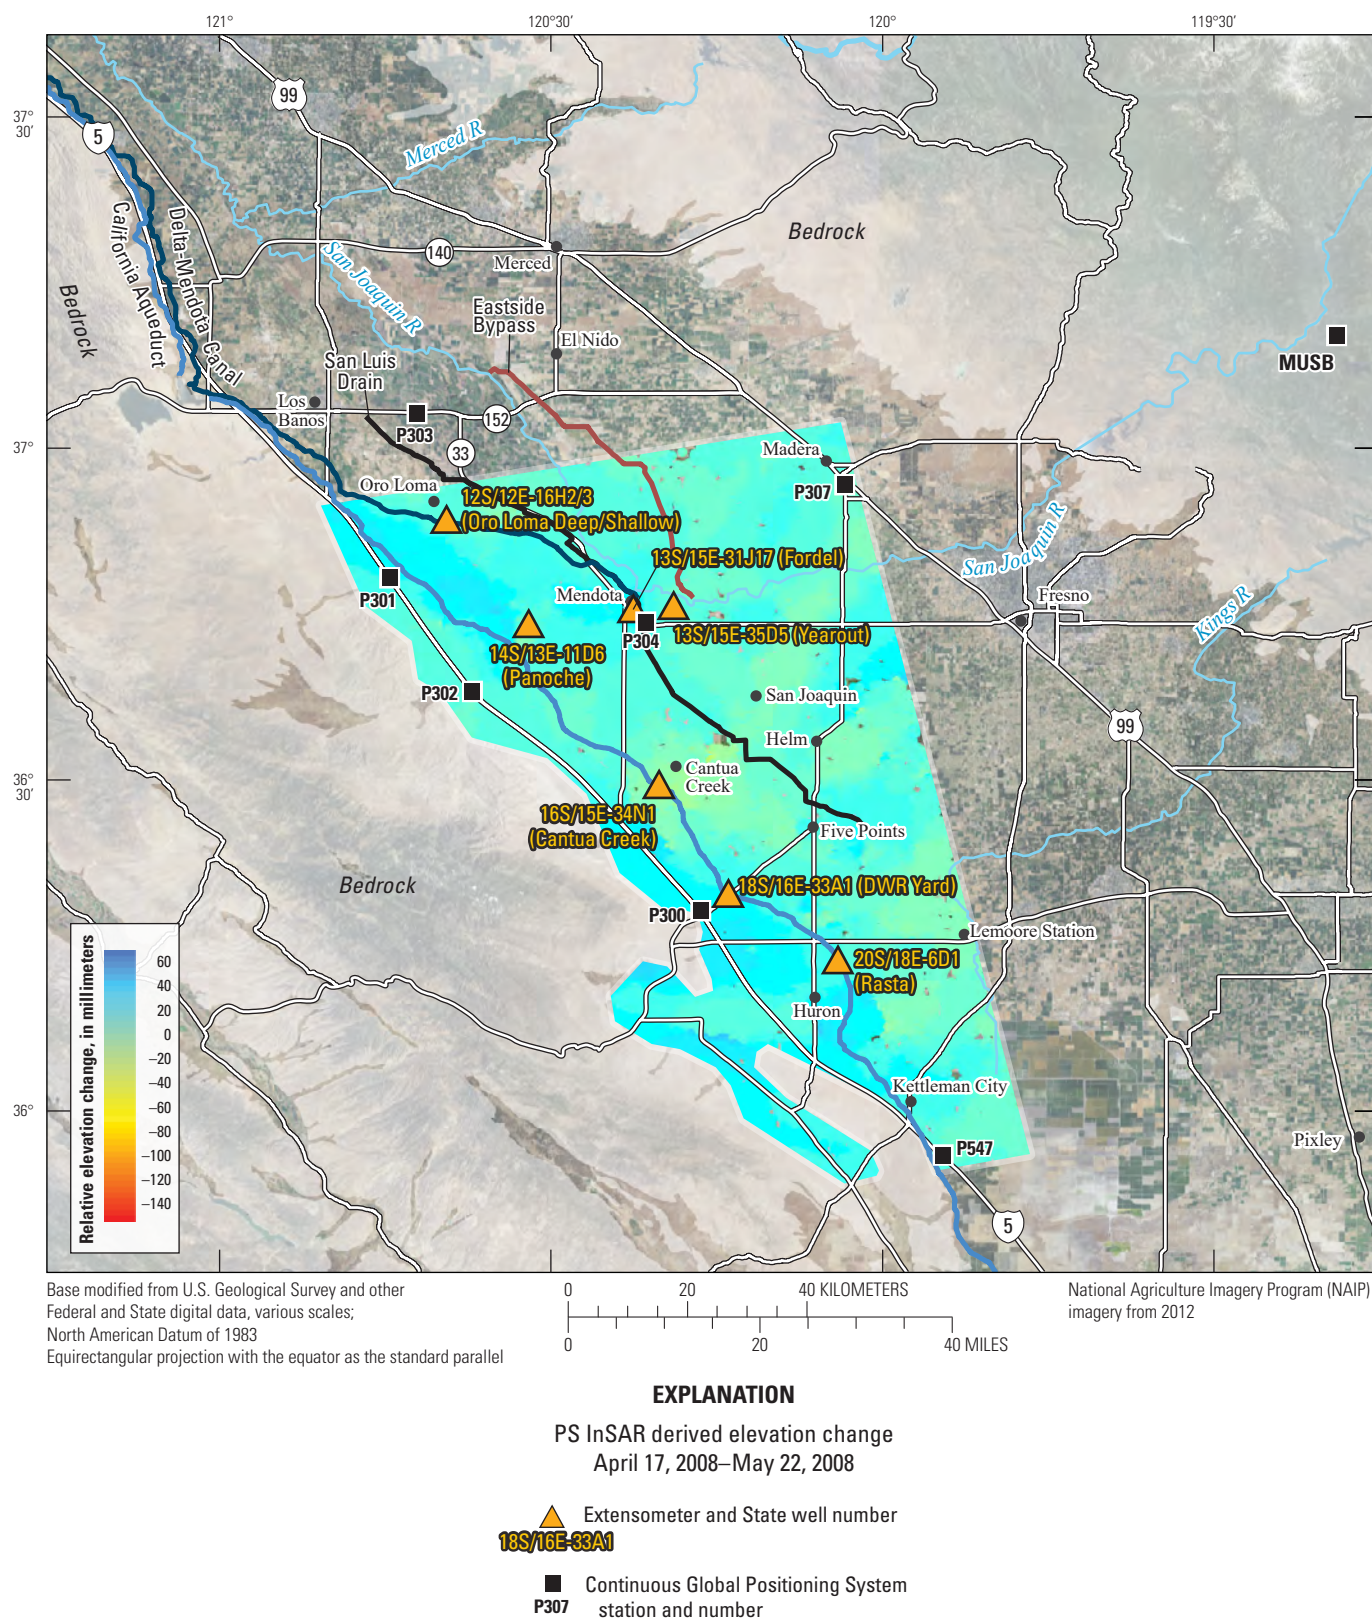 121°
120°30′
120°
119°30′
37°
30′
37°
36°
30′
36°
99
5
Merced R
Bedrock
140
Merced
San Joaquin R
California Aqueduct
Delta-Mendota Canal
Bedrock
Eastside
Bypass
El Nido
San Luis
Drain
MUSB
Los
Banos
P303
152
33
Madera
P307
Oro Loma
12S/12E-16H2/3
(Oro Loma Deep/Shallow)
13S/15E-31J17 (Fordel)
San Joaquin R
Fresno
Kings R
P301
Mendota
P304
13S/15E-35D5 (Yearout)
14S/13E-11D6
(Panoche)
P302
San Joaquin
Helm
99
Cantua
Creek
16S/15E-34N1
(Cantua Creek)
Five Points
Bedrock
18S/16E-33A1 (DWR Yard)
P300
Lemoore Station
20S/18E-6D1
(Rasta)
Huron
Kettleman City
P547
Pixley
5
Relative elevation change, in millimeters
60
40
20
0
–20
–40
–60
–80
–100
–120
–140
Base modified from U.S. Geological Survey and other
Federal and State digital data, various scales;
North American Datum of 1983
Equirectangular projection with the equator as the standard parallel
0 20 40 KILOMETERS
0 20 40 MILES
National Agriculture Imagery Program (NAIP)
imagery from 2012
EXPLANATION
PS InSAR derived elevation change
April 17, 2008–May 22, 2008
Extensometer and State well number
18S/16E-33A1
Continuous Global Positioning System
station and number
P307